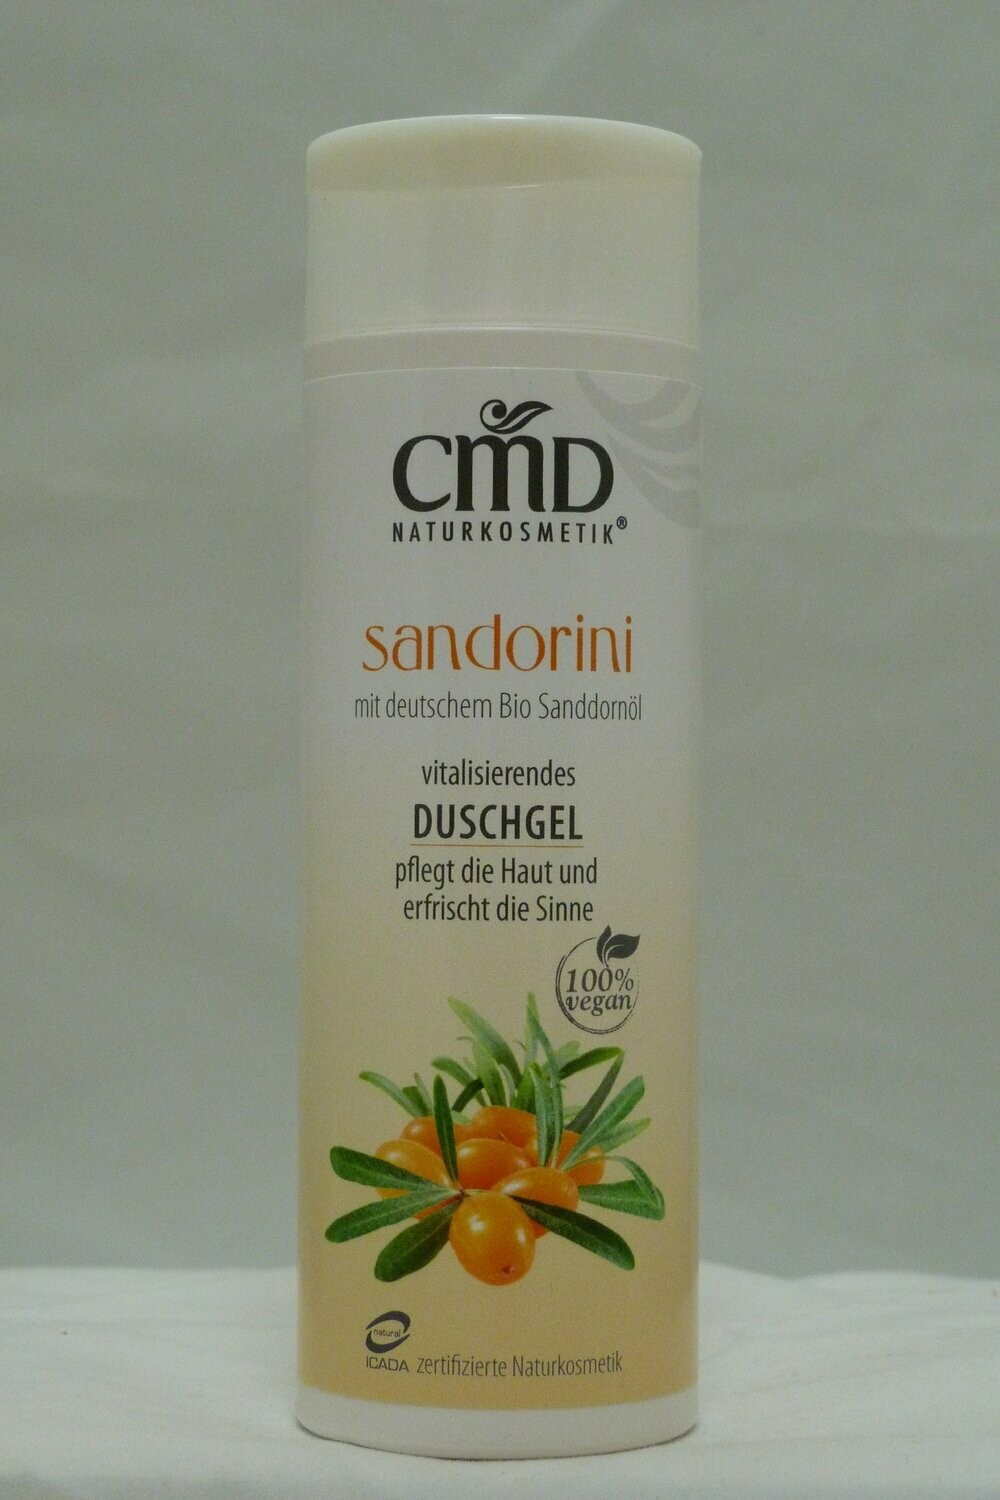 CMD
NATURKOSMETIK®
sandorini
mit deutschem Bio Sanddornöl
vitalisierendes
DUSCHGEL
pflegt die Haut und
erfrischt die Sinne
100%
vegan
natural
ICADA zertifizierte Naturkosmetik